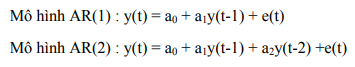 Mô hình AR(1) : y(t) = a₀ + a₁y(t-1) + e(t)
Mô hình AR(2) : y(t) = a₀ + a₁y(t-1) + a₂y(t-2) +e(t)